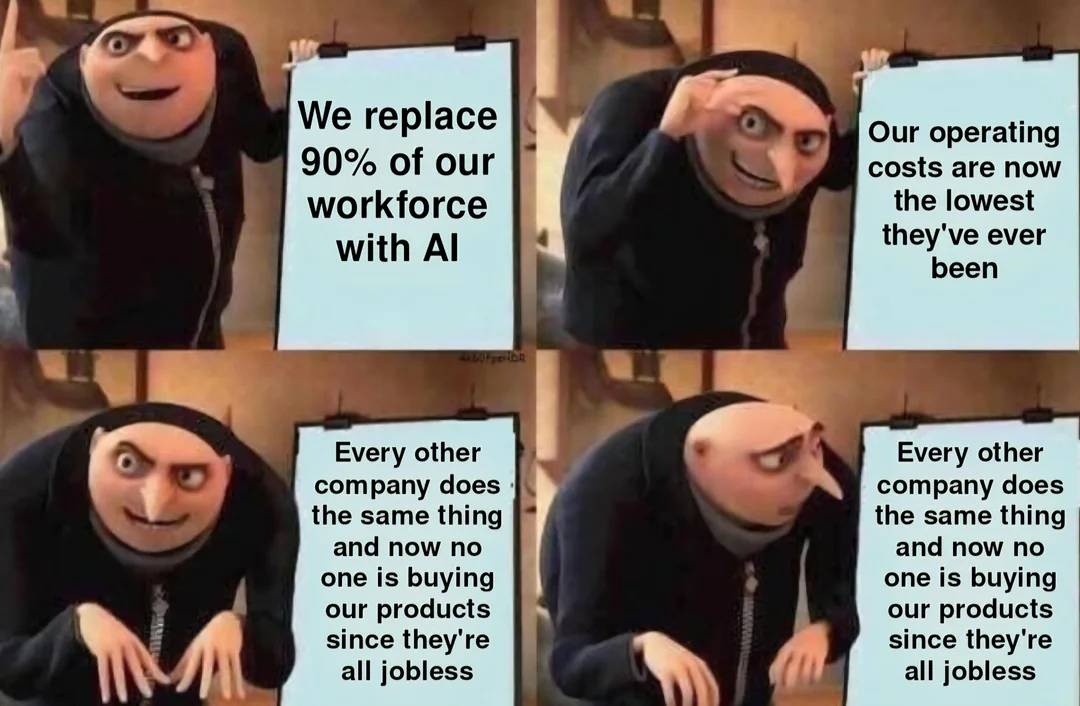 We replace
90% of our
workforce
with AI
Our operating
costs are now
the lowest
they've ever
been
Every other
company does
the same thing
and now no
one is buying
our products
since they're
all jobless
Every other
company does
the same thing
and now no
one is buying
our products
since they're
all jobless